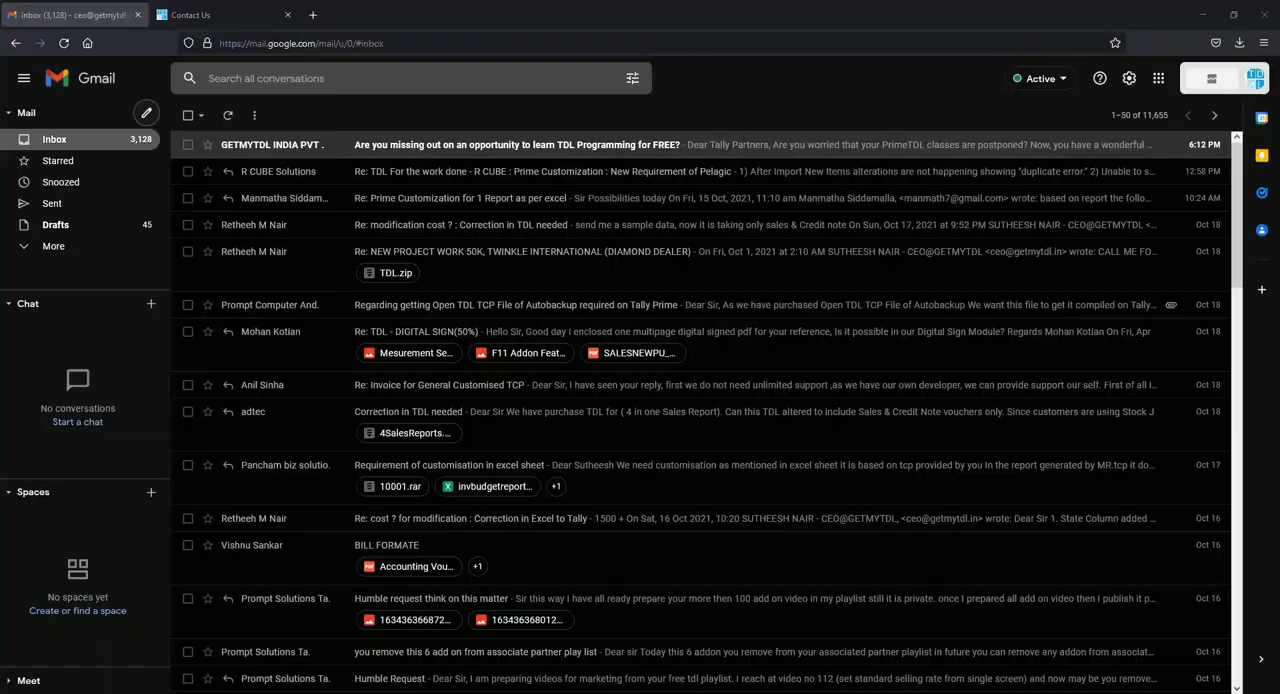 Inbox (3,128) - ceo@getmytdl
Contact Us
https://mail.google.com/mail/u/0/#inbox
Gmail
Search all conversations
Active
Mail
1–50 of 11,655
Inbox 3,128
Starred
Snoozed
Sent
Drafts 45
More
Chat
No conversations
Start a chat
Spaces
No spaces yet
Create or find a space
Meet
GETMYTDL INDIA PVT . Are you missing out on an opportunity to learn TDL Programming for FREE? - Dear Tally Partners, Are you worried that your PrimeTDL classes are postponed? Now, you have a wonderful … 6:12 PM
R CUBE Solutions Re: TDL For the work done - R CUBE : Prime Customization : New Requirement of Pelagic - 1) After Import New Items alterations are not happening showing "duplicate error." 2) Unable to s… 12:58 PM
Manmatha Siddam… Re: Prime Customization for 1 Report as per excel - Sir Possibilities today On Fri, 15 Oct, 2021, 11:10 am Manmatha Siddamalla, <manmath7@gmail.com> wrote: based on report the follo… 10:24 AM
Retheeh M Nair Re: modification cost ? : Correction in TDL needed - send me a sample data, now it is taking only sales & Credit note On Sun, Oct 17, 2021 at 9:52 PM SUTHEESH NAIR - CEO@GETMYTDL <… Oct 18
Retheeh M Nair Re: NEW PROJECT WORK 50K, TWINKLE INTERNATIONAL (DIAMOND DEALER) - On Fri, Oct 1, 2021 at 2:10 AM SUTHEESH NAIR - CEO@GETMYTDL <ceo@getmytdl.in> wrote: CALL ME FO… Oct 18
TDL.zip
Prompt Computer And. Regarding getting Open TDL TCP File of Autobackup required on Tally Prime - Dear Sir, As we have purchased Open TDL TCP File of Autobackup We want this file to get it compiled on Tally… Oct 18
Mohan Kotian Re: TDL - DIGITAL SIGN(50%) - Hello Sir, Good day I enclosed one multipage digital signed pdf for your reference, Is it possible in our Digital Sign Module? Regards Mohan Kotian On Fri, Apr Oct 18
Mesurement Se… F11 Addon Feat… PDF SALESNEWPU_…
Anil Sinha Re: Invoice for General Customised TCP - Dear Sir, I have seen your reply, first we do not need unlimited support ,as we have our own developer, we can provide support our self. First of all i… Oct 18
adtec Correction in TDL needed - Dear Sir We have purchase TDL for ( 4 in one Sales Report). Can this TDL altered to include Sales & Credit Note vouchers only. Since customers are using Stock J Oct 18
4SalesReports.…
Pancham biz solutio. Requirement of customisation in excel sheet - Dear Sutheesh We need customisation as mentioned in excel sheet it is based on tcp provided by you In the report generated by MR.tcp it do… Oct 17
10001.rar X invbudgetreport… +1
Retheeh M Nair Re: cost ? for modification : Correction in Excel to Tally - 1500 + On Sat, 16 Oct 2021, 10:20 SUTHEESH NAIR - CEO@GETMYTDL, <ceo@getmytdl.in> wrote: Dear Sir 1. State Column added … Oct 16
Vishnu Sankar BILL FORMATE Oct 16
PDF Accounting Vou… +1
Prompt Solutions Ta. Humble request think on this matter - Sir this way I have all ready prepare your more then 100 add on video in my playlist still it is private. once I prepared all add on video then I publish it p… Oct 16
163436366872… 163436368012…
Prompt Solutions Ta. you remove this 6 add on from associate partner play list - Dear sir Today this 6 addon you remove from your associated partner playlist in future you can remove any addon from associat… Oct 16
Prompt Solutions Ta. Humble Request - Dear Sir, I am preparing videos for marketing from your free tdl playlist. I reach at video no 112 (set standard selling rate from single screen) and now may be you remove… Oct 16